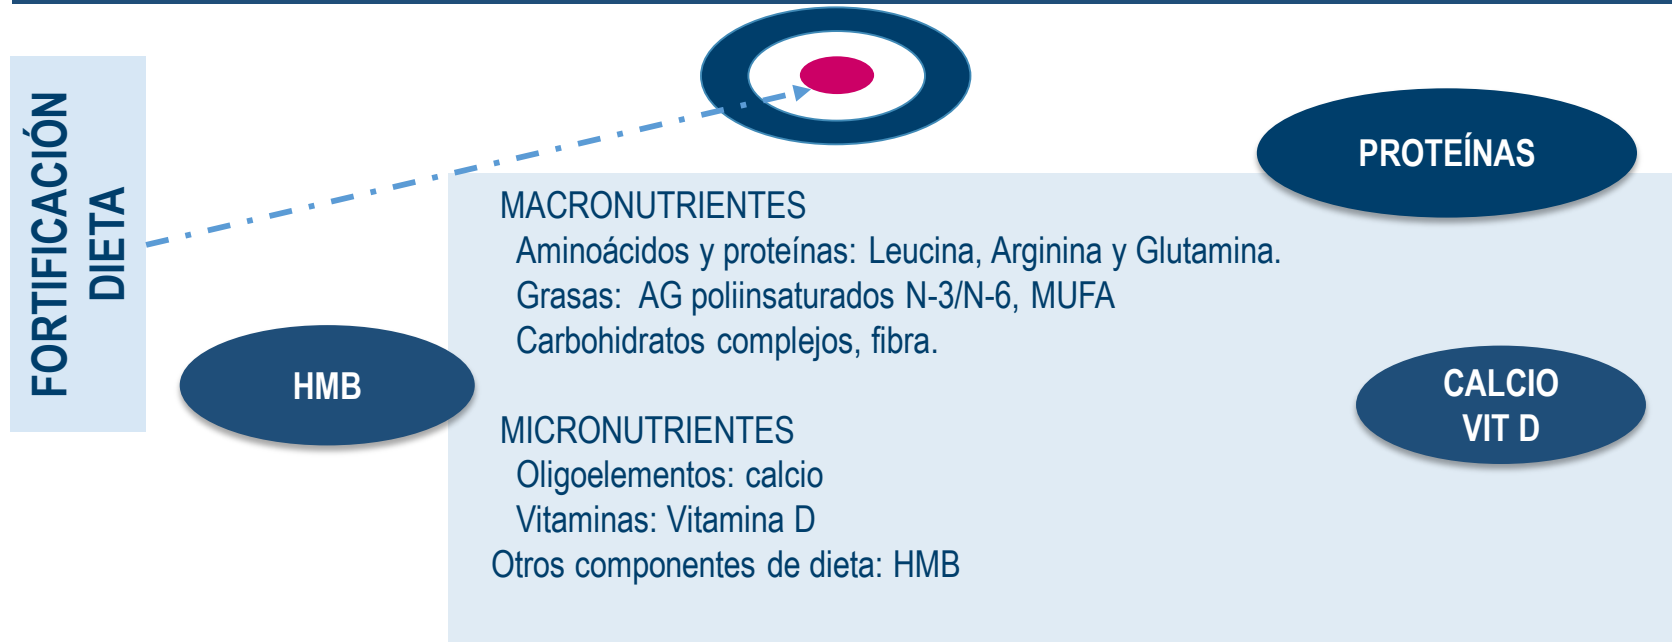 FORTIFICACIÓN
DIETA
PROTEÍNAS
MACRONUTRIENTES
Aminoácidos y proteínas: Leucina, Arginina y Glutamina.
Grasas: AG poliinsaturados N-3/N-6, MUFA
Carbohidratos complejos, fibra.
HMB
CALCIO
VIT D
MICRONUTRIENTES
Oligoelementos: calcio
Vitaminas: Vitamina D
Otros componentes de dieta: HMB